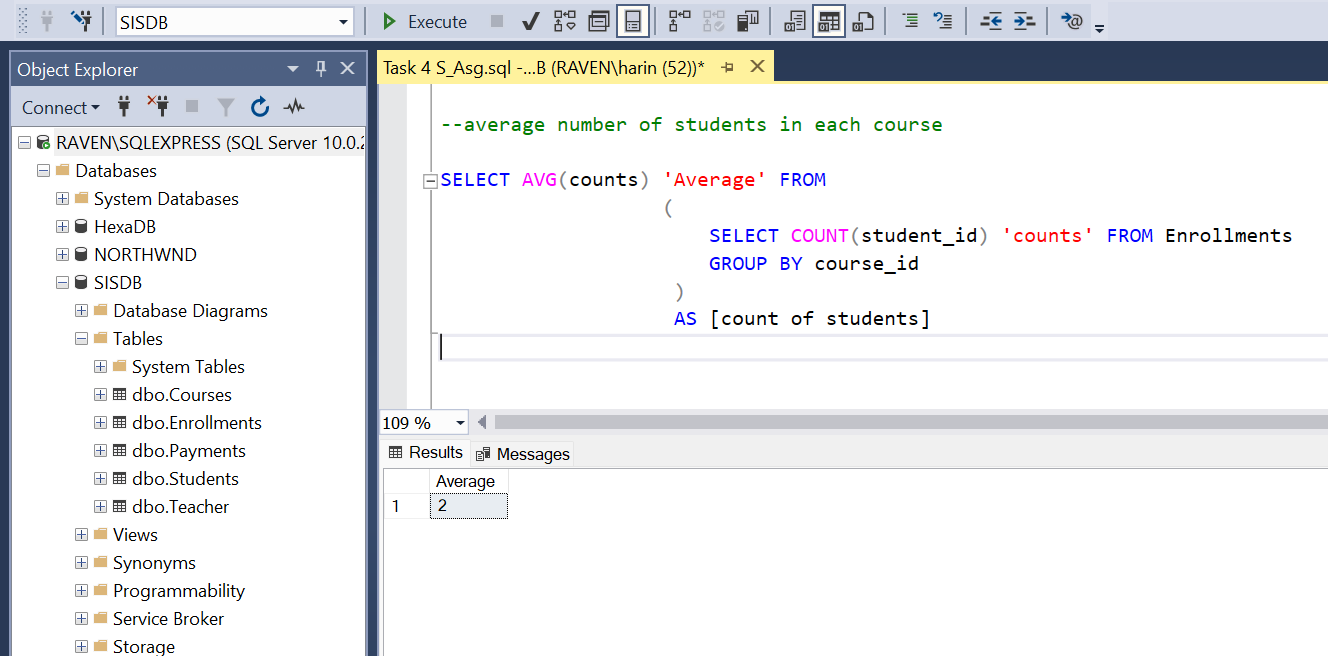 SISDB
Execute
Object Explorer
Connect
RAVEN\SQLEXPRESS (SQL Server 10.0.2
Databases
System Databases
HexaDB
NORTHWND
SISDB
Database Diagrams
Tables
System Tables
dbo.Courses
dbo.Enrollments
dbo.Payments
dbo.Students
dbo.Teacher
Views
Synonyms
Programmability
Service Broker
Storage
Task 4 S_Asg.sql -...B (RAVEN\harin (52))*
--average number of students in each course
SELECT AVG(counts) 'Average' FROM
(
SELECT COUNT(student_id) 'counts' FROM Enrollments
GROUP BY course_id
)
AS [count of students]
109 %
Results Messages
Average
1 2